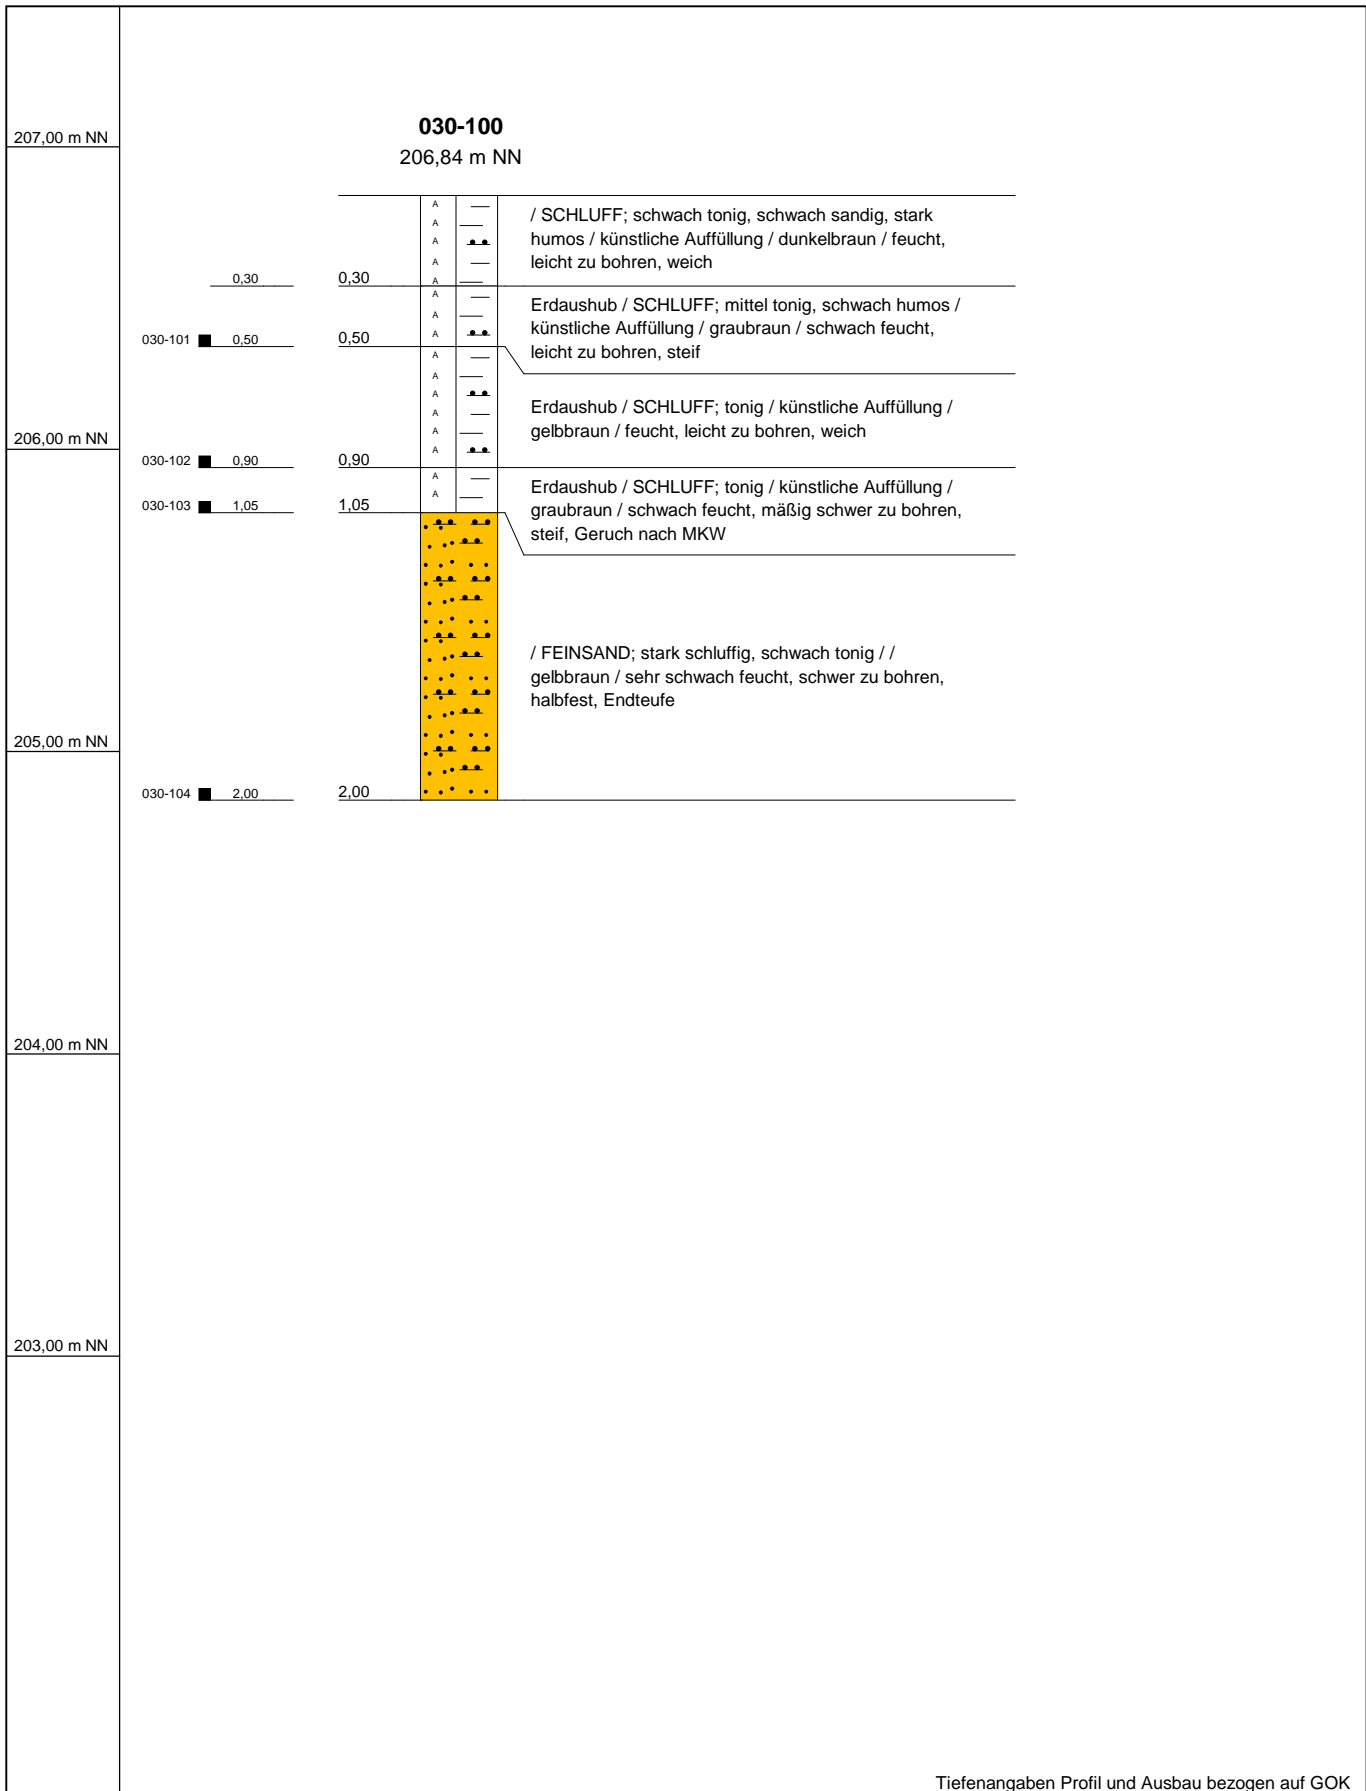 207,00 m NN
030-100
206,84 m NN
A
A
A
A
A
/ SCHLUFF; schwach tonig, schwach sandig, stark
humos / künstliche Auffüllung / dunkelbraun / feucht,
leicht zu bohren, weich
0,30 0,30
A
A
A
Erdaushub / SCHLUFF; mittel tonig, schwach humos /
künstliche Auffüllung / graubraun / schwach feucht,
leicht zu bohren, steif
030-101 0,50 0,50
A
A
A
A
A
A
Erdaushub / SCHLUFF; tonig / künstliche Auffüllung /
gelbbraun / feucht, leicht zu bohren, weich
206,00 m NN
030-102 0,90 0,90
A
A
Erdaushub / SCHLUFF; tonig / künstliche Auffüllung /
graubraun / schwach feucht, mäßig schwer zu bohren,
steif, Geruch nach MKW
030-103 1,05 1,05
/ FEINSAND; stark schluffig, schwach tonig / /
gelbbraun / sehr schwach feucht, schwer zu bohren,
halbfest, Endteufe
205,00 m NN
030-104 2,00 2,00
204,00 m NN
203,00 m NN
Tiefenangaben Profil und Ausbau bezogen auf GOK